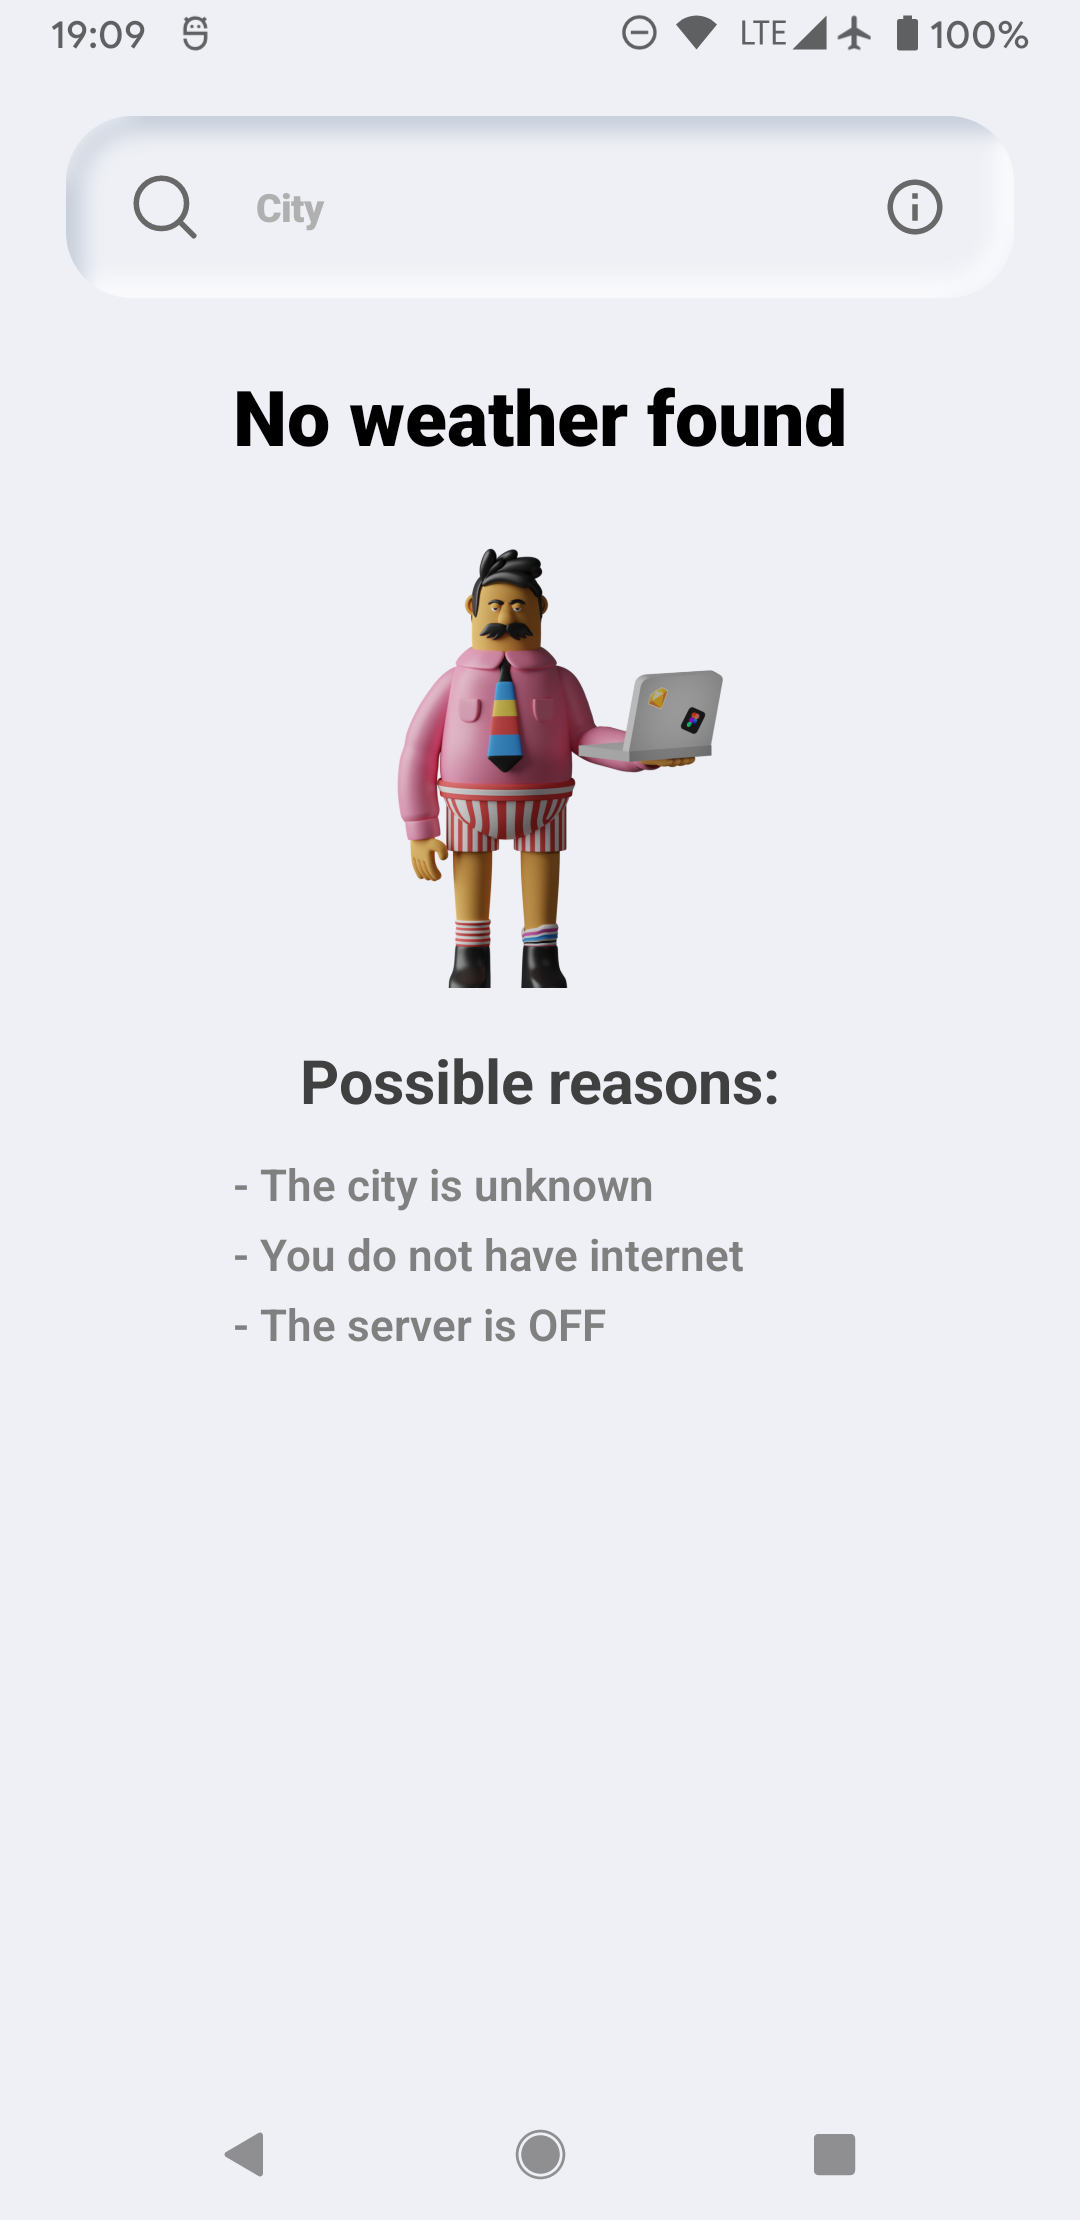 19:09 LTE 100%
City
No weather found
Possible reasons:
- The city is unknown
- You do not have internet
- The server is OFF